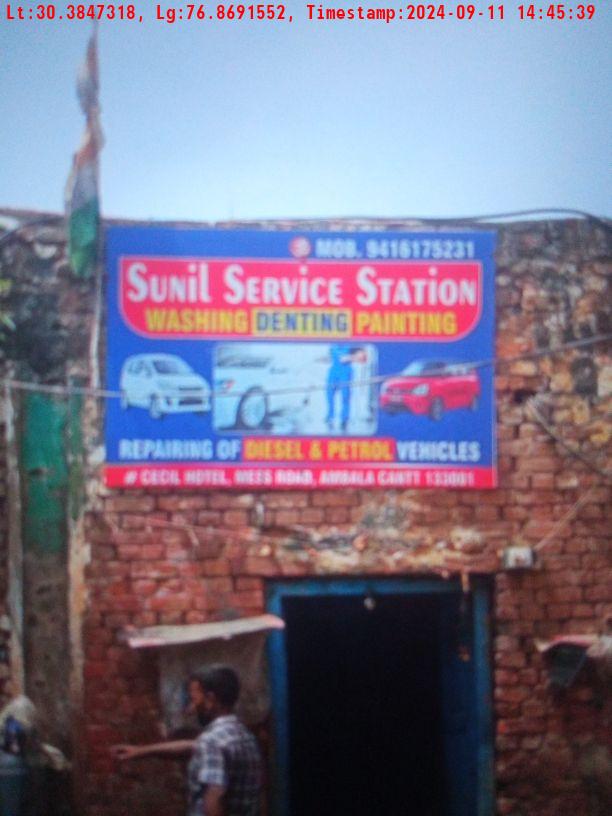 Lt:30.3847318, Lg:76.8691552, Timestamp:2024-09-11 14:45:39
MOB. 9416175231
SUNIL SERVICE STATION
WASHING DENTING PAINTING
REPAIRING OF DIESEL & PETROL VEHICLES
# CECIL HOTEL, MEES ROAD, AMBALA CANTT 133001